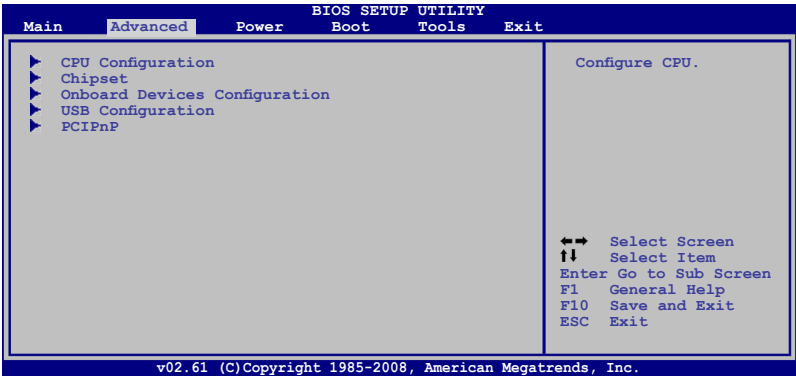 BIOS SETUP UTILITY
Main Advanced Power Boot Tools Exit
CPU Configuration
Chipset
Onboard Devices Configuration
USB Configuration
PCIPnP
Configure CPU.
←→ Select Screen
↑↓ Select Item
Enter Go to Sub Screen
F1 General Help
F10 Save and Exit
ESC Exit
v02.61 (C)Copyright 1985-2008, American Megatrends, Inc.